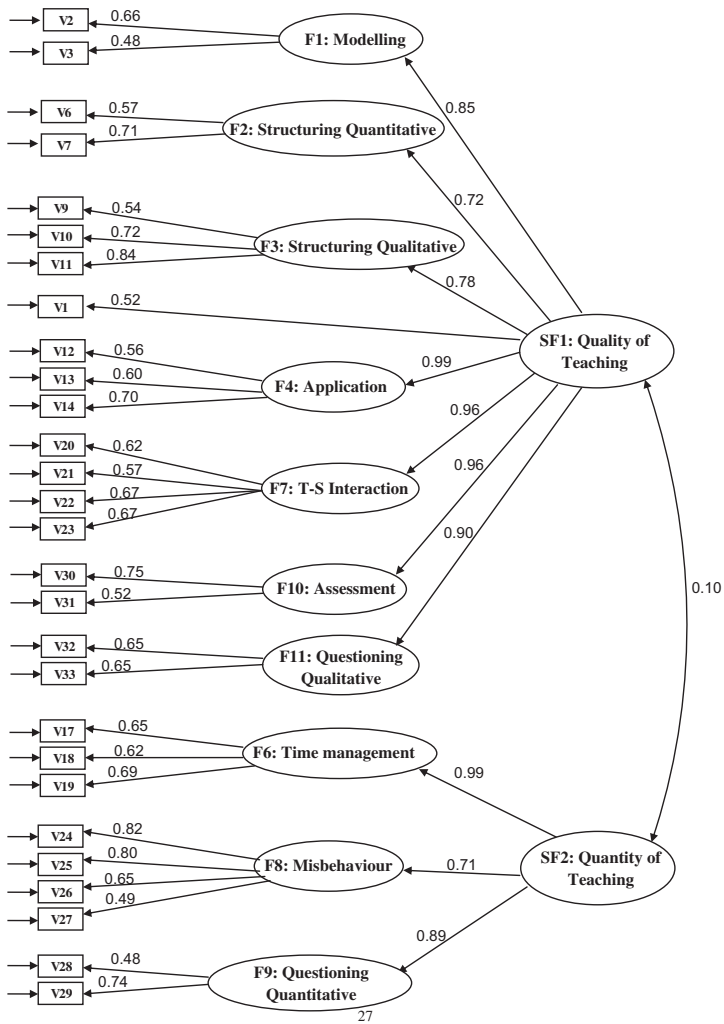 V2
0.66
V3
0.48
F1: Modelling
0.85
V6
0.57
V7
0.71
F2: Structuring Quantitative
0.72
V9
0.54
V10
0.72
V11
0.84
F3: Structuring Qualitative
0.78
V1
0.52
SF1: Quality of
Teaching
V12
0.56
V13
0.60
V14
0.70
F4: Application
0.99
V20
0.62
V21
0.57
V22
0.67
V23
0.67
F7: T-S Interaction
0.96
V30
0.75
V31
0.52
F10: Assessment
0.96
V32
0.65
V33
0.65
F11: Questioning
Qualitative
0.90
0.10
V17
0.65
V18
0.62
V19
0.69
F6: Time management
0.99
V24
0.82
V25
0.80
V26
0.65
V27
0.49
F8: Misbehaviour
0.71
SF2: Quantity of
Teaching
V28
0.48
V29
0.74
F9: Questioning
Quantitative
0.89
27